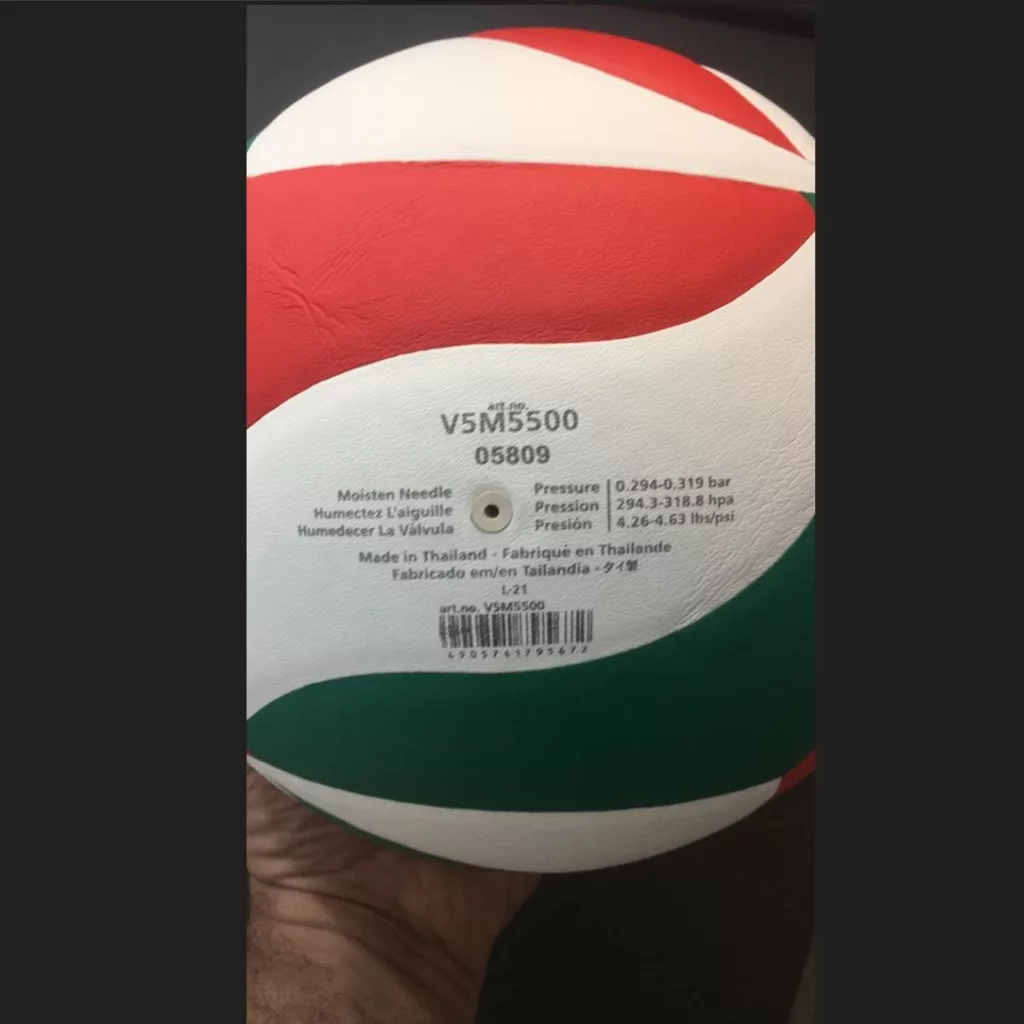 art.no.
V5M5500
05809
Moisten Needle
Humectez L'aiguille
Humedecer La Válvula
Pressure
Pression
Presión
0.294-0.319 bar
294.3-318.8 hpa
4.26-4.63 lbs/psi
Made in Thailand - Fabriqué en Thaïlande
Fabricado em/en Tailandia - タイ製
L-21
art.no. V5M5500
4905741795672